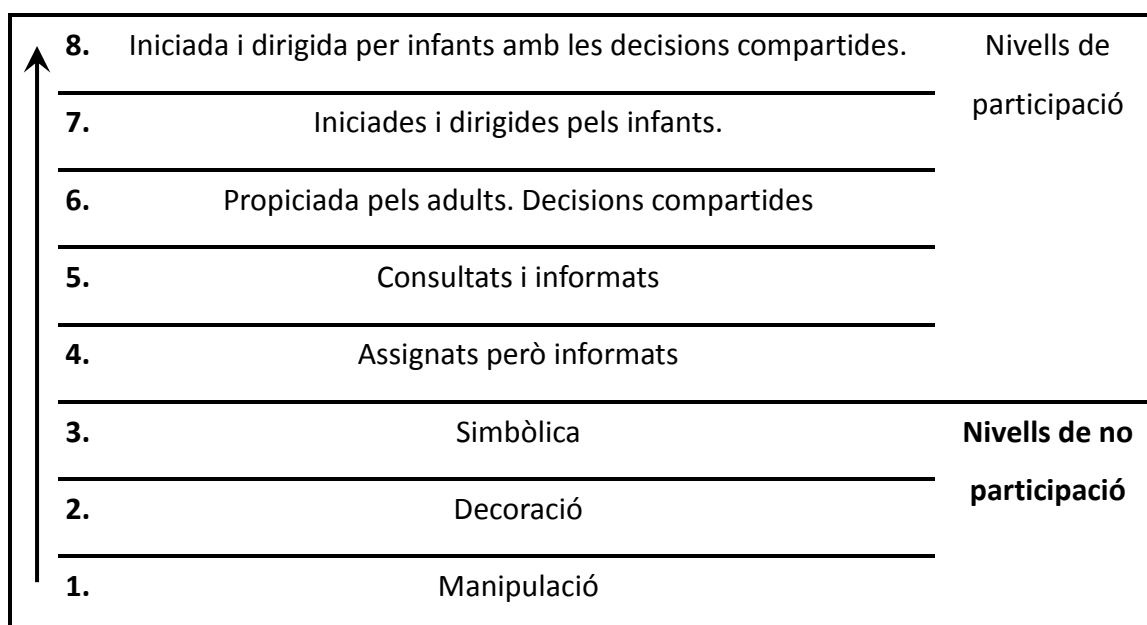 8. Iniciada i dirigida per infants amb les decisions compartides. Nivells de
participació
7. Iniciades i dirigides pels infants.
6. Propiciada pels adults. Decisions compartides
5. Consultats i informats
4. Assignats però informats
3. Simbòlica Nivells de no
participació
2. Decoració
1. Manipulació